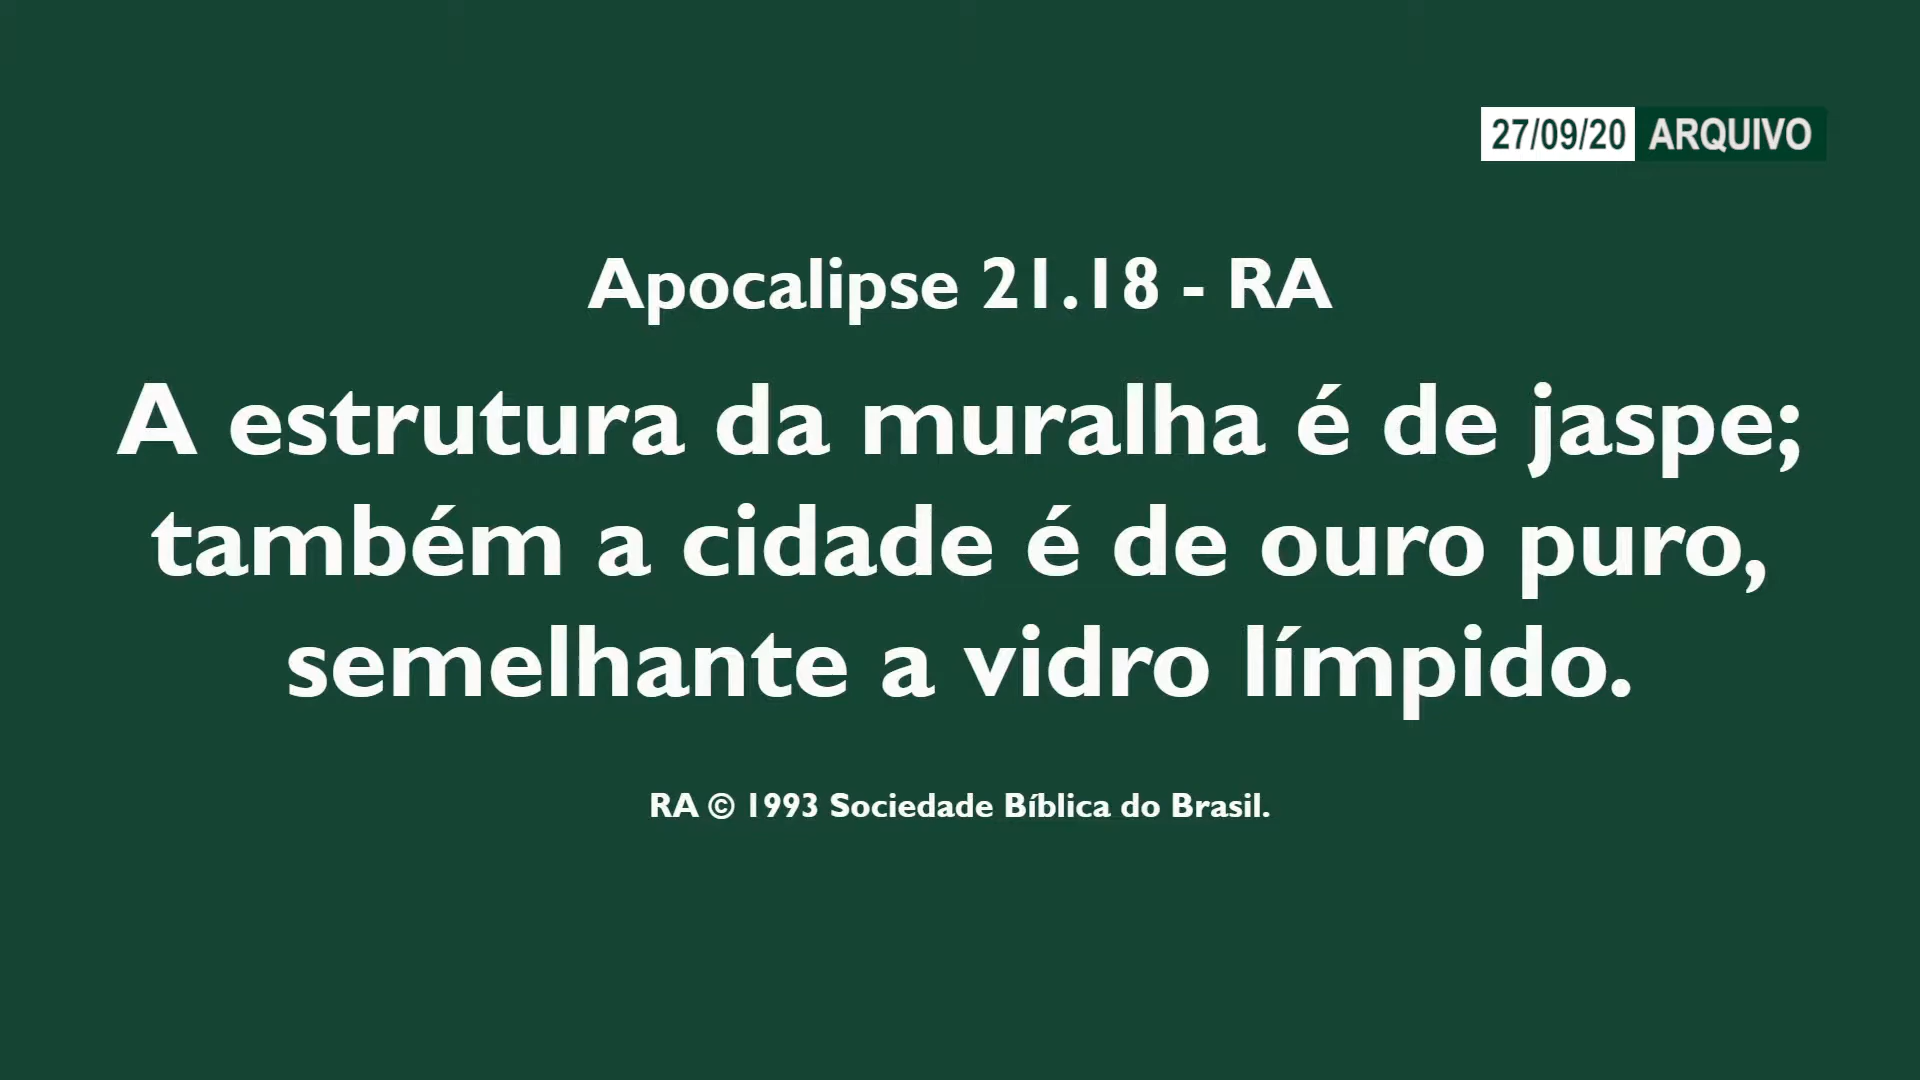 27/09/20 ARQUIVO
Apocalipse 21.18 - RA
A estrutura da muralha é de jaspe;
também a cidade é de ouro puro,
semelhante a vidro límpido.
RA © 1993 Sociedade Bíblica do Brasil.